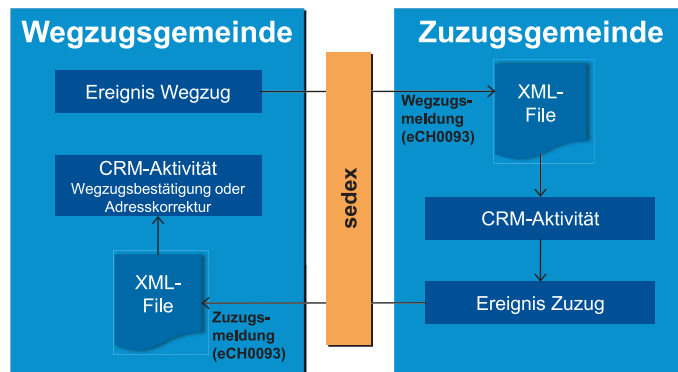 Wegzugsgemeinde
Ereignis Wegzug
CRM-Aktivität
Wegzugsbestätigung oder
Adresskorrektur
XML-
File
Zuzugs-
meldung
(eCH0093)
sedex
Zuzugsgemeinde
Wegzugs-
meldung
(eCH0093)
XML-
File
CRM-Aktivität
Ereignis Zuzug